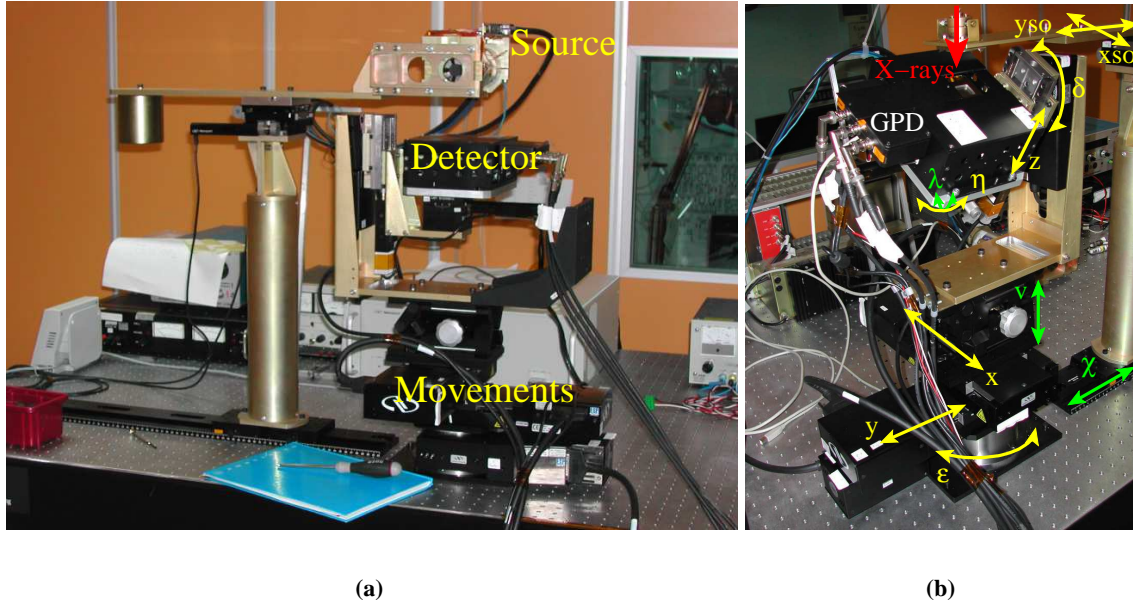 Source
Detector
Movements
yso
xso
X-rays
δ
GPD
z
λ
η
ν
x
χ
y
ε
(a)
(b)